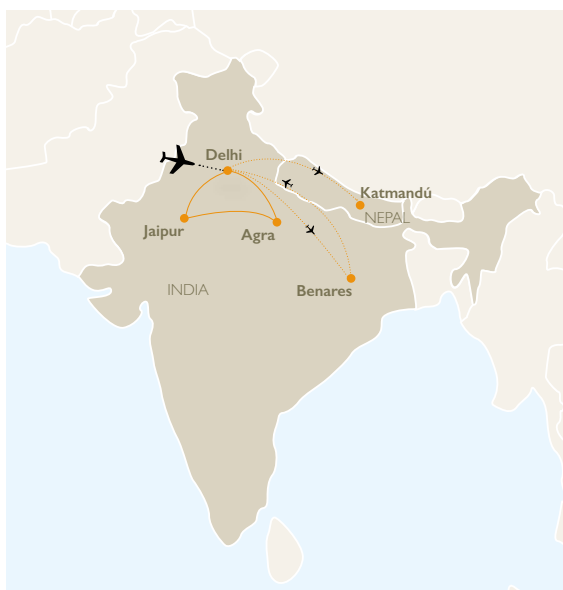 Delhi
Katmandú
NEPAL
Jaipur
Agra
INDIA
Benares